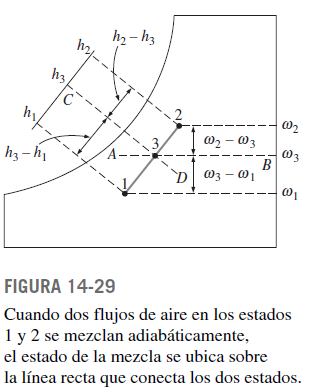 h2 – h3
h2
h3
C
h1
h3 – h1
2
ω2
ω2 – ω3
3
A
ω3
B
D
ω3 – ω1
1
ω1
FIGURA 14-29
Cuando dos flujos de aire en los estados
1 y 2 se mezclan adiabáticamente,
el estado de la mezcla se ubica sobre
la línea recta que conecta los dos estados.